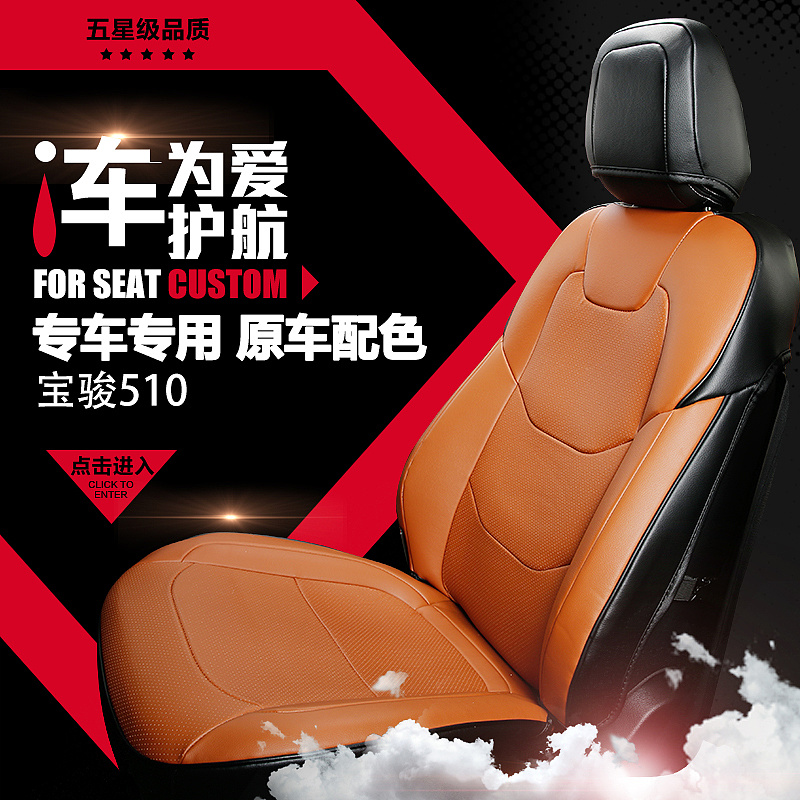 五星级品质
★★★★★
i车为爱护航
FOR SEAT CUSTOM
专车专用 原车配色
宝骏510
点击进入
CLICK TO
ENTER